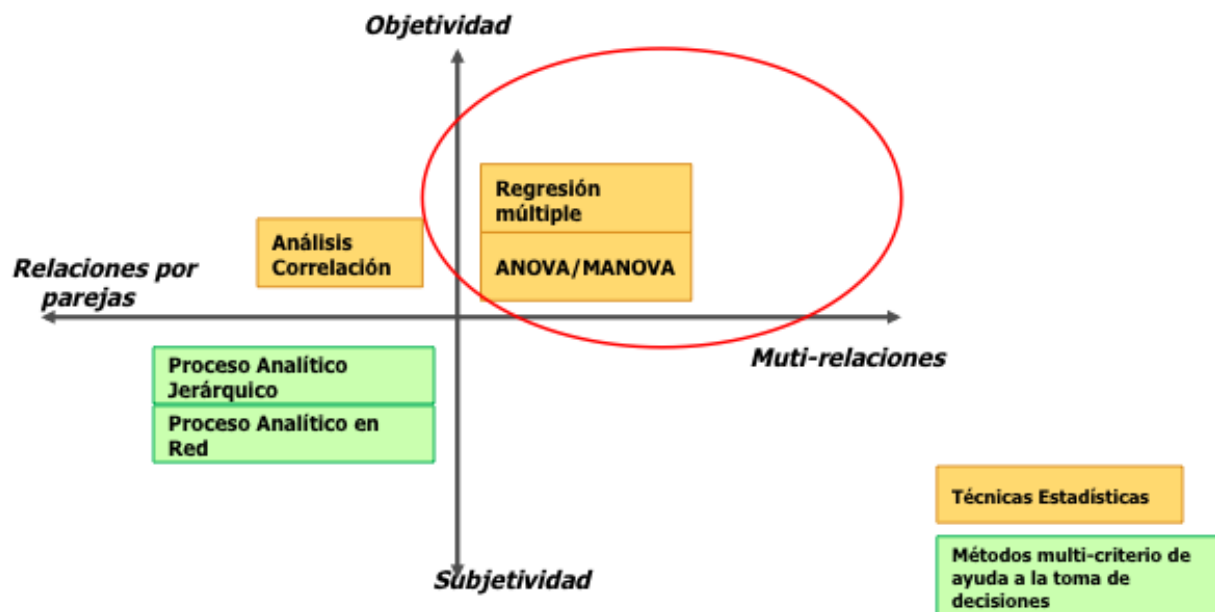 Objetividad
Regresión
múltiple
Análisis
Correlación
ANOVA/MANOVA
Relaciones por
parejas
Muti-relaciones
Proceso Analítico
Jerárquico
Proceso Analítico en
Red
Técnicas Estadísticas
Subjetividad
Métodos multi-criterio de
ayuda a la toma de
decisiones